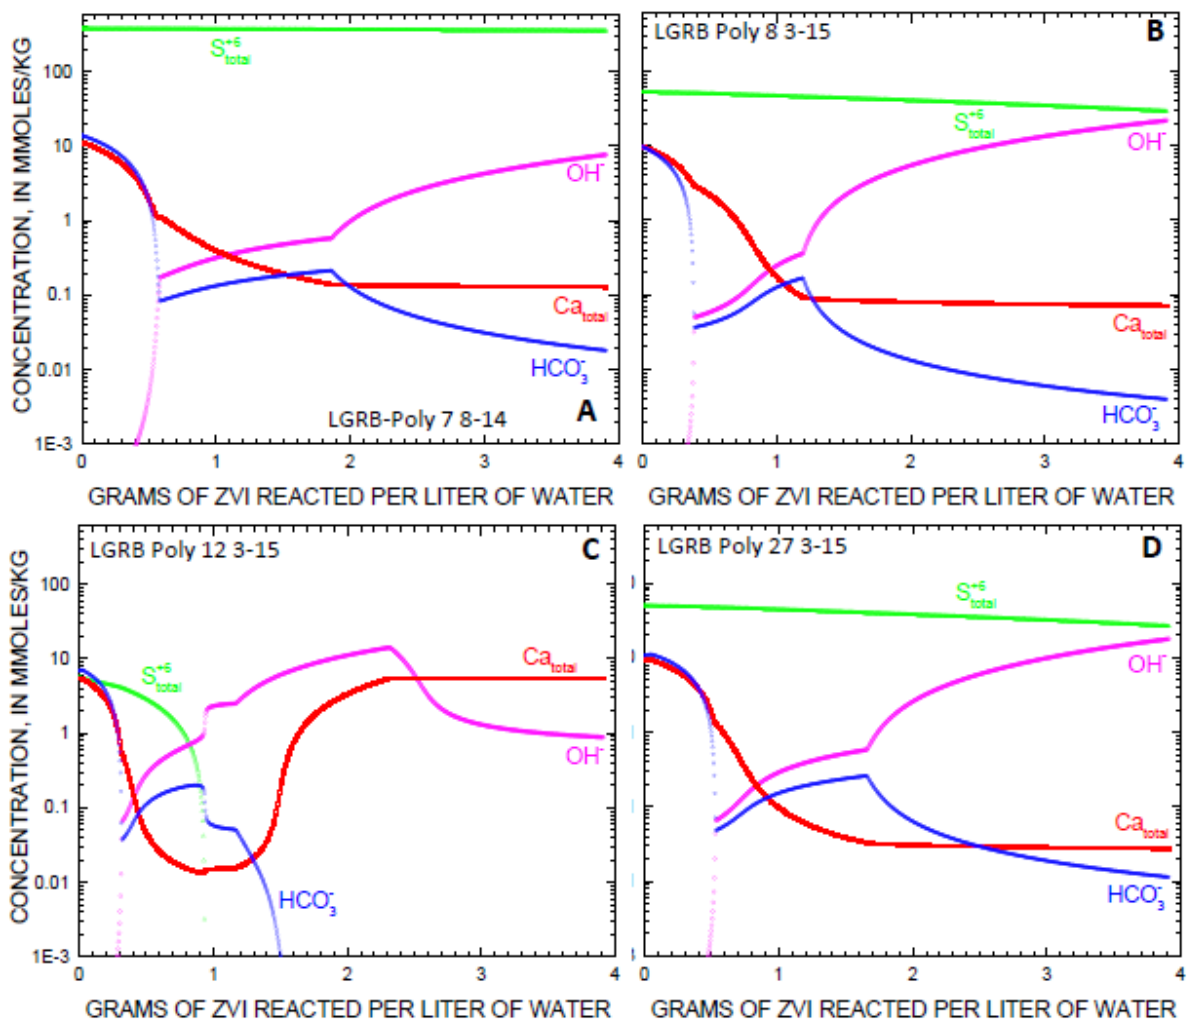 CONCENTRATION, IN MMOLES/KG
100
10
1
0.1
0.01
1E-3
S+6total
OH-
Catotal
HCO3-
LGRB-Poly 7 8-14
A
0 1 2 3 4
GRAMS OF ZVI REACTED PER LITER OF WATER
LGRB Poly 8 3-15
B
S+6total
OH-
Catotal
HCO3-
0 1 2 3 4
GRAMS OF ZVI REACTED PER LITER OF WATER
CONCENTRATION, IN MMOLES/KG
LGRB Poly 12 3-15
C
100
10
1
0.1
0.01
1E-3
S+6total
Catotal
OH-
HCO3-
0 1 2 3 4
GRAMS OF ZVI REACTED PER LITER OF WATER
LGRB Poly 27 3-15
D
S+6total
OH-
Catotal
HCO3-
0 1 2 3 4
GRAMS OF ZVI REACTED PER LITER OF WATER